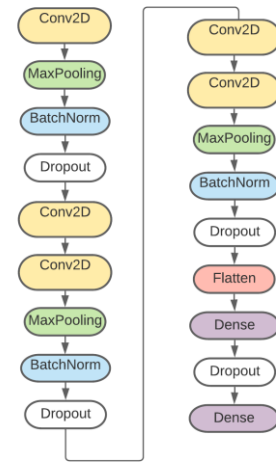 Conv2D
MaxPooling
BatchNorm
Dropout
Conv2D
Conv2D
MaxPooling
BatchNorm
Dropout
Conv2D
Conv2D
MaxPooling
BatchNorm
Dropout
Flatten
Dense
Dropout
Dense